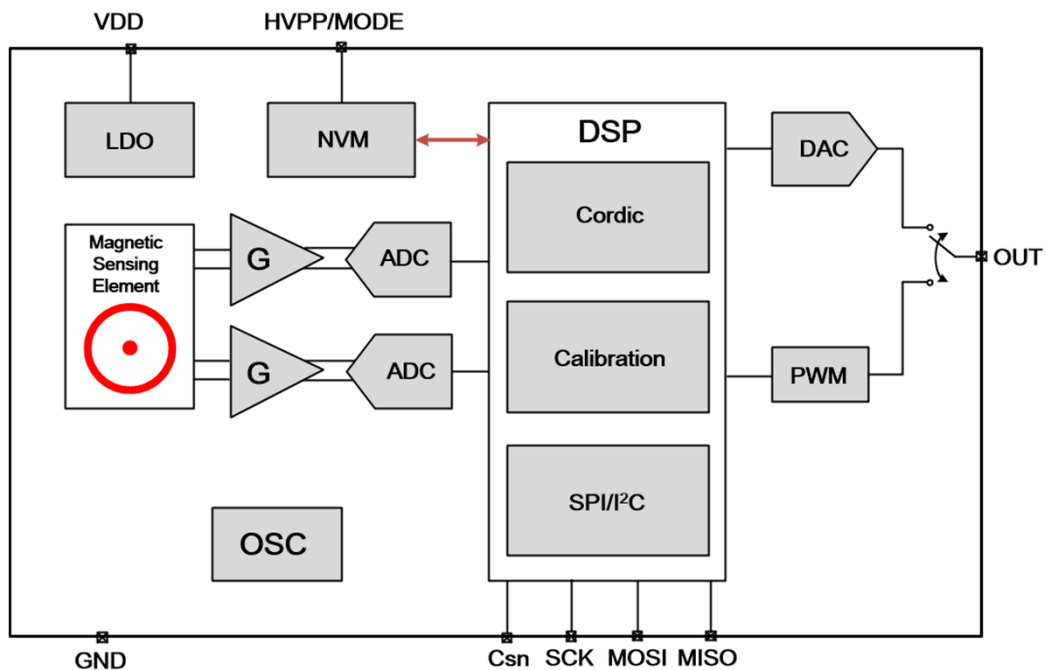 VDD
HVPP/MODE
LDO
NVM
DSP
DAC
Cordic
Magnetic
Sensing
Element
G
ADC
OUT
G
ADC
Calibration
PWM
SPI/I²C
OSC
GND
Csn
SCK
MOSI
MISO